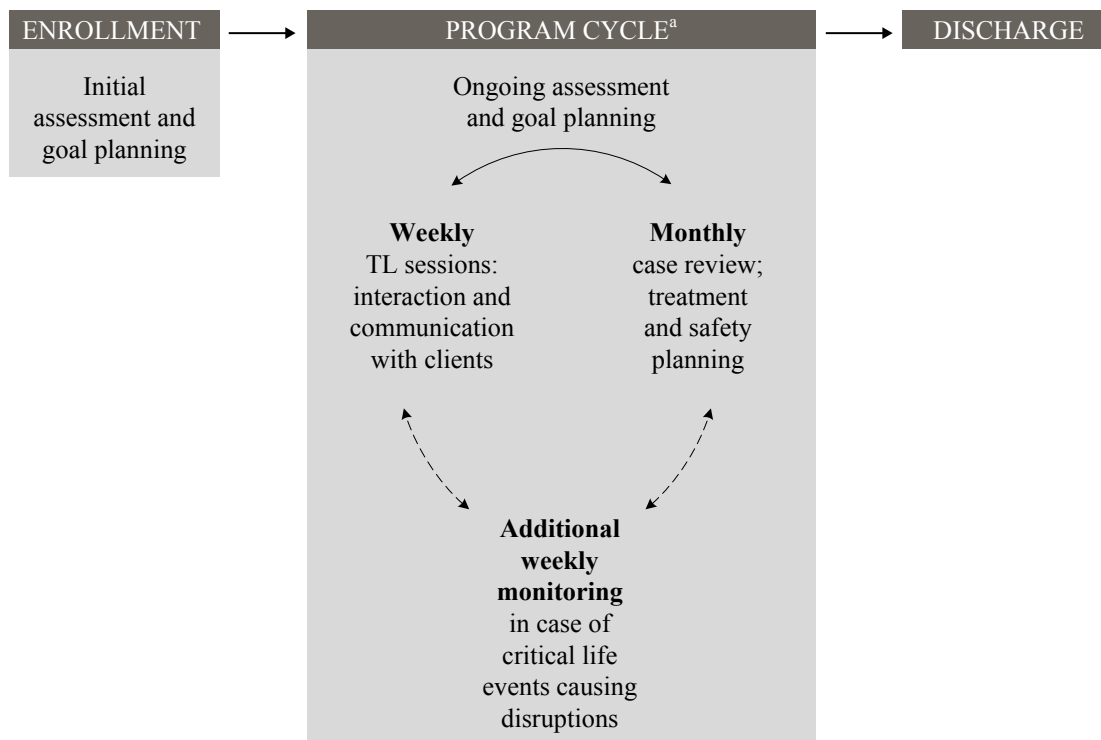 ENROLLMENT
Initial
assessment and
goal planning
PROGRAM CYCLEa
Ongoing assessment
and goal planning
Weekly
TL sessions:
interaction and
communication
with clients
Monthly
case review;
treatment
and safety
planning
Additional
weekly
monitoring
in case of
critical life
events causing
disruptions
DISCHARGE